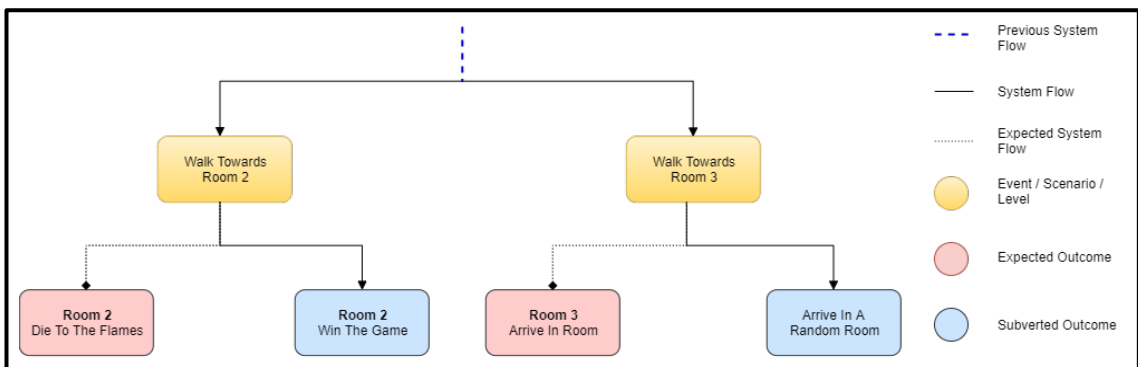 Previous System
Flow
System Flow
Expected System
Flow
Walk Towards
Room 2
Walk Towards
Room 3
Event / Scenario /
Level
Expected Outcome
Room 2
Die To The Flames
Room 2
Win The Game
Room 3
Arrive In Room
Arrive In A
Random Room
Subverted Outcome